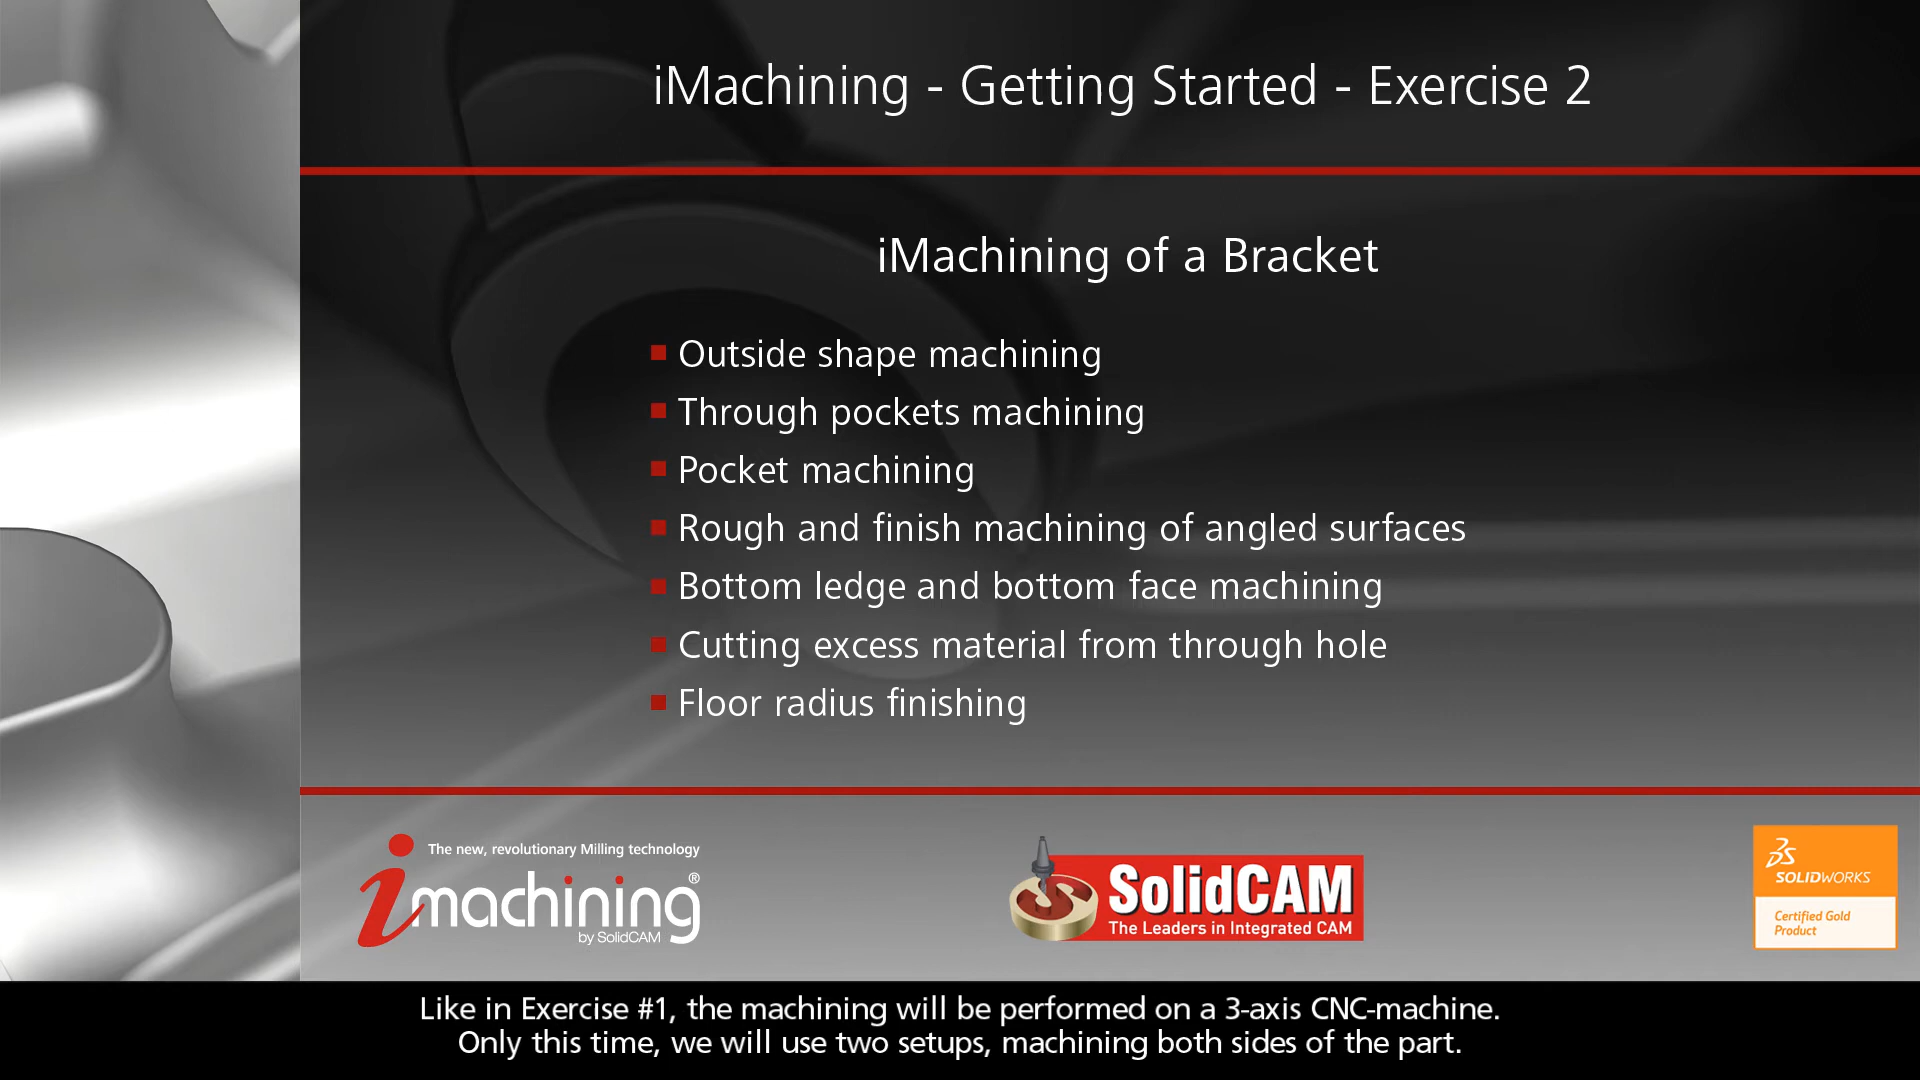 iMachining - Getting Started - Exercise 2
iMachining of a Bracket
Outside shape machining
Through pockets machining
Pocket machining
Rough and finish machining of angled surfaces
Bottom ledge and bottom face machining
Cutting excess material from through hole
Floor radius finishing
The new, revolutionary Milling technology
imachining®
by SolidCAM
SolidCAM
The Leaders in Integrated CAM
SOLIDWORKS
Certified Gold
Product
Like in Exercise #1, the machining will be performed on a 3-axis CNC-machine.
Only this time, we will use two setups, machining both sides of the part.